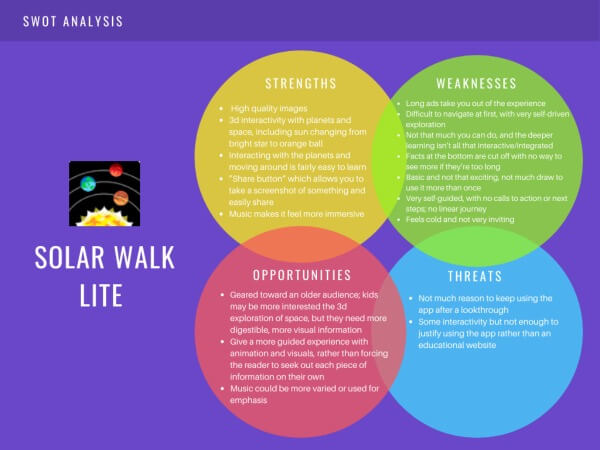 SWOT ANALYSIS
SOLAR WALK
LITE
STRENGTHS
• High quality images
• 3d interactivity with planets and
space, including sun changing from
bright star to orange ball
• Interacting with the planets and
moving around is fairly easy to learn
• "Share button" which allows you to
take a screenshot of something and
easily share
• Music makes it feel more immersive
WEAKNESSES
• Long ads take you out of the experience
• Difficult to navigate at first, with very self-driven
exploration
• Not that much you can do, and the deeper
learning isn't all that interactive/integrated
• Facts at the bottom are cut off with no way to
see more if they're too long
• Basic and not that exciting, not much draw to
use it more than once
• Very self-guided, with no calls to action or next
steps; no linear journey
• Feels cold and not very inviting
OPPORTUNITIES
• Geared toward an older audience; kids
may be more interested the 3d
exploration of space, but they need more
digestible, more visual information
• Give a more guided experience with
animation and visuals, rather than forcing
the reader to seek out each piece of
information on their own
• Music could be more varied or used for
emphasis
THREATS
• Not much reason to keep using the
app after a lookthrough
• Some interactivity but not enough to
justify using the app rather than an
educational website